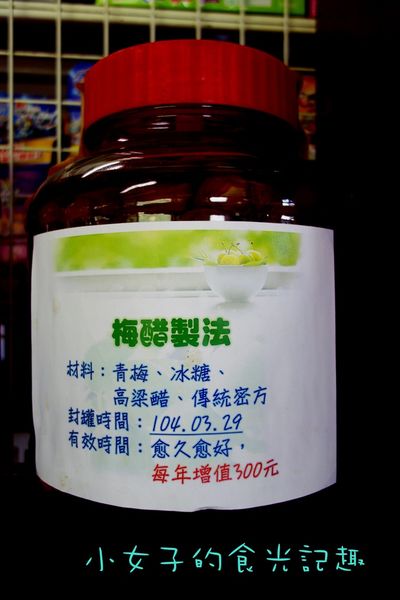 梅醋製法
材料：青梅、冰糖、
高梁醋、傳統密方
封罐時間：104.03.29
有效時間：愈久愈好，
每年增值300元
小女子的食光記趣